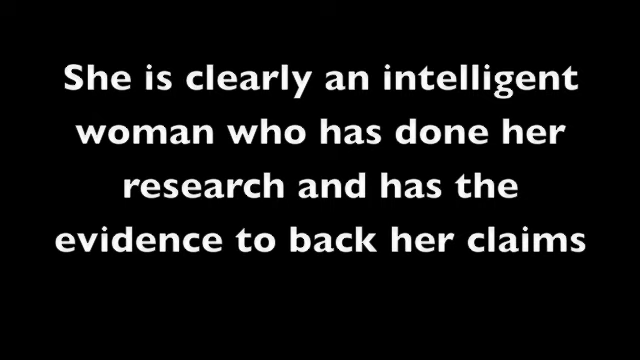 She is clearly an intelligent
woman who has done her
research and has the
evidence to back her claims